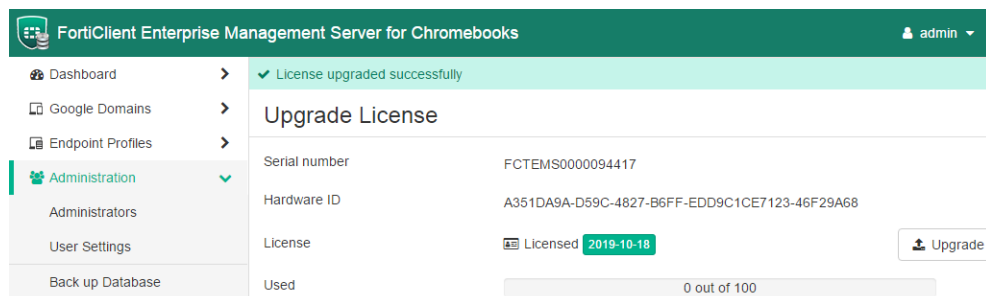 FortiClient Enterprise Management Server for Chromebooks
admin
Dashboard
Google Domains
Endpoint Profiles
Administration
Administrators
User Settings
Back up Database
License upgraded successfully
Upgrade License
Serial number FCTEMS0000094417
Hardware ID A351DA9A-D59C-4827-B6FF-EDD9C1CE7123-46F29A68
License Licensed 2019-10-18 Upgrade
Used 0 out of 100